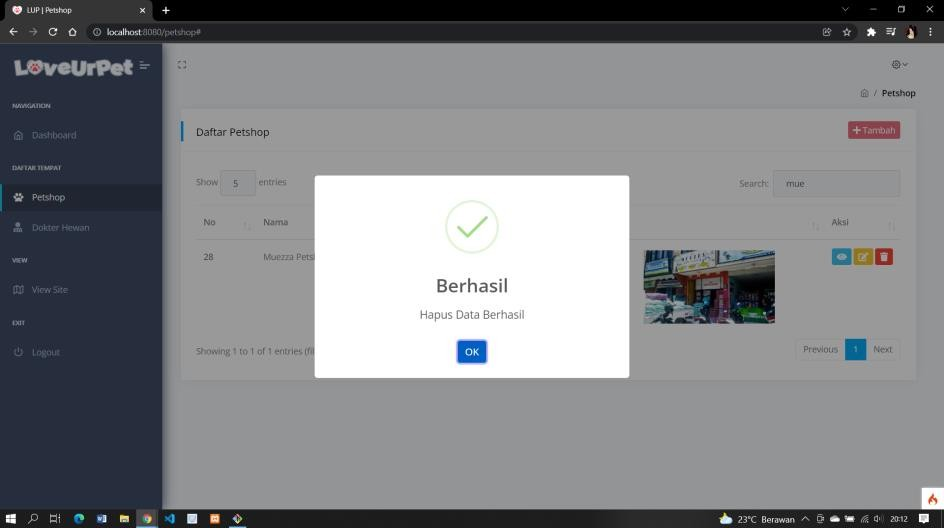 LUP | Petshop
localhost:8080/petshop#
LoveUrPet
NAVIGATION
Dashboard
DAFTAR TEMPAT
Petshop
Dokter Hewan
VIEW
View Site
EXIT
Logout
/ Petshop
Daftar Petshop
+ Tambah
Show 5 entries
Search: mue
No Nama Aksi
28 Muezza
Berhasil
Hapus Data Berhasil
OK
Showing 1 to 1 of 1 entries
Previous 1 Next
23°C Berawan 20:12